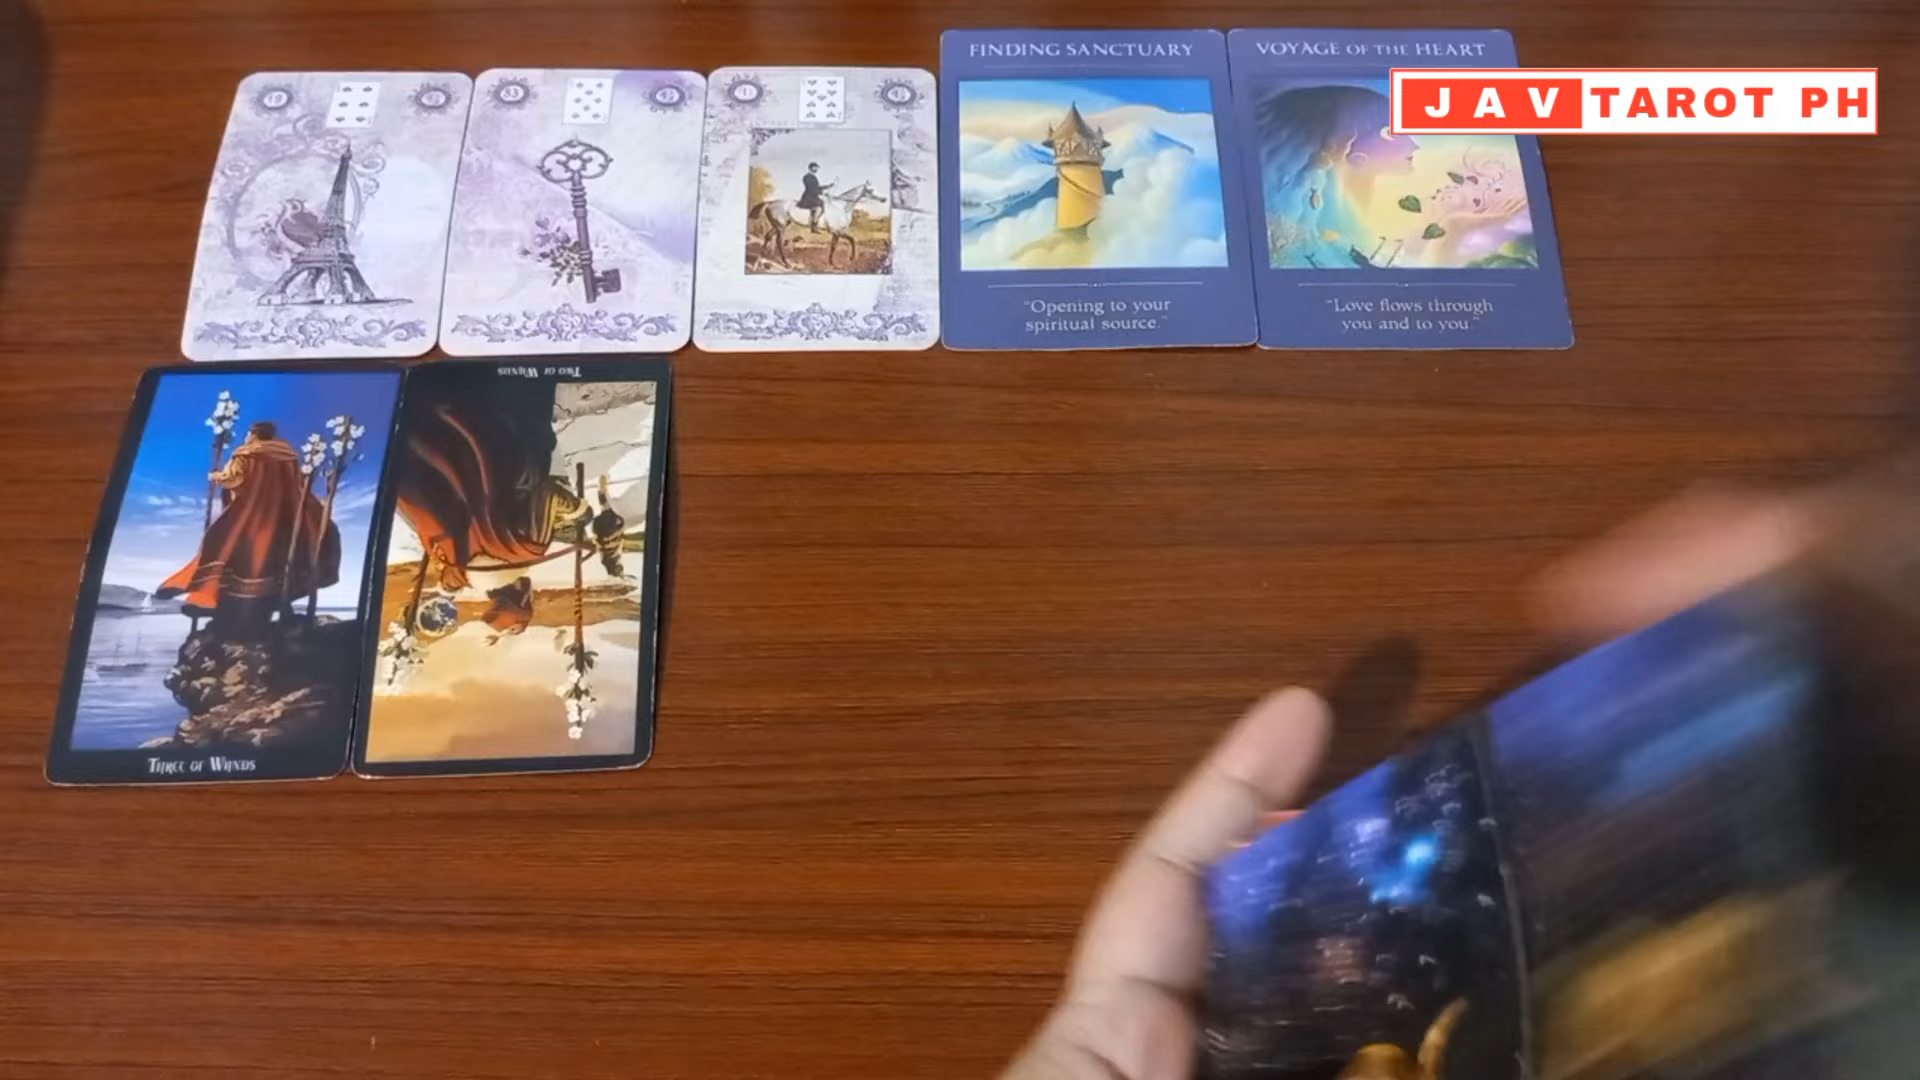 FINDING SANCTUARY
VOYAGE OF THE HEART
JAV TAROT PH
"Opening to your
spiritual source."
"Love flows through
you and to you."
TWO OF WANDS
THREE OF WANDS